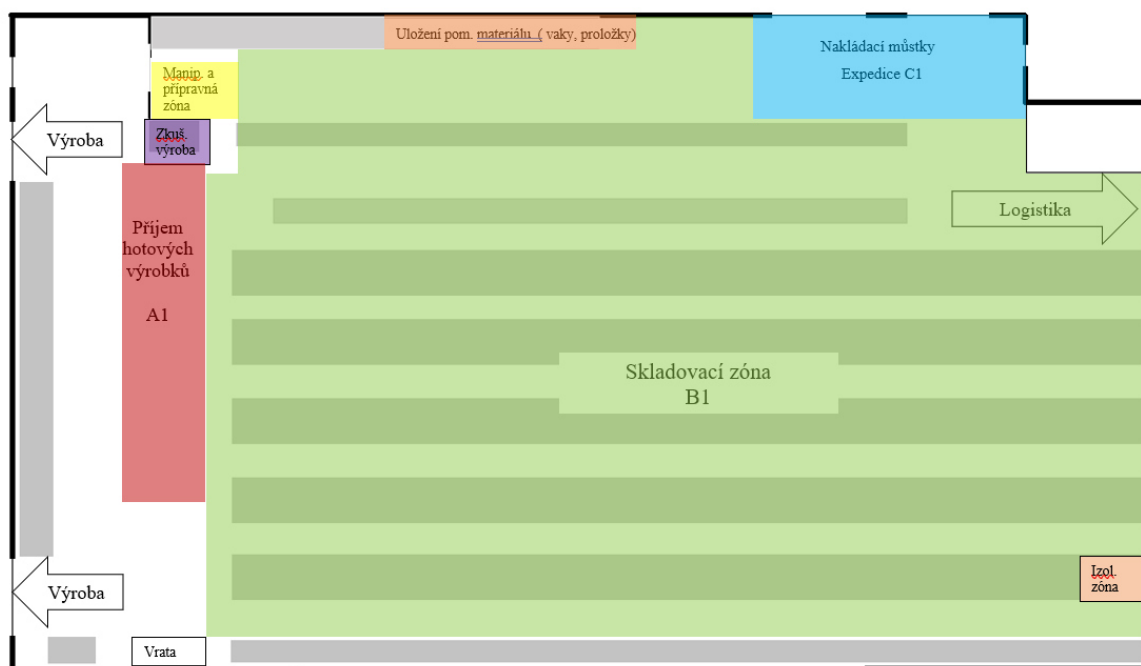 Uložení pom. materiálu ( vaky, proložky)
Nakládací můstky
Expedice C1
Manip. a
přípravná
zóna
Výroba
Zkuš.
výroba
Příjem
hotových
výrobků
A1
Logistika
Skladovací zóna
B1
Izol.
zóna
Výroba
Vrata